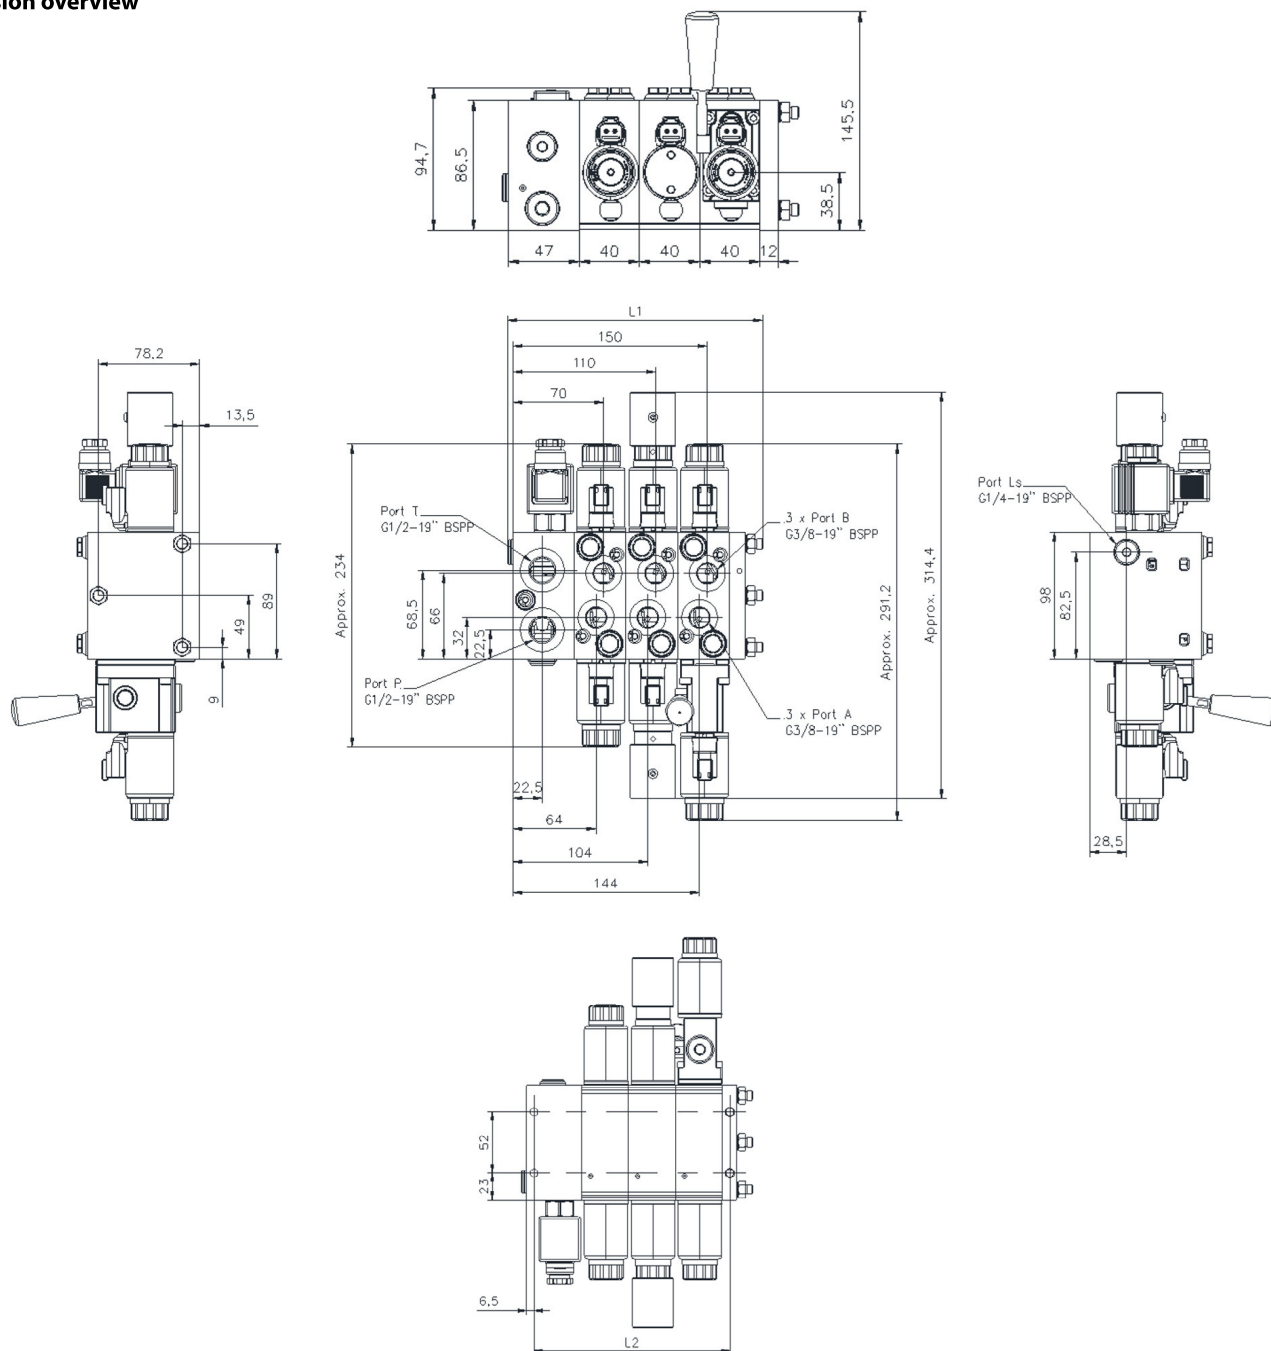 sion overview
94,7
86,5
145,5
38,5
47
40
40
40
12
L1
150
110
70
78,2
13,5
Port T
G1/2-19" BSPP
3 x Port B
G3/8-19" BSPP
Port Ls
G1/4-19" BSPP
Approx. 234
68,5
66
32
22,5
Approx. 291,2
Approx. 314,4
89
49
9
98
82,5
Port P
G1/2-19" BSPP
3 x Port A
G3/8-19" BSPP
22,5
64
104
144
28,5
52
23
6,5
L2